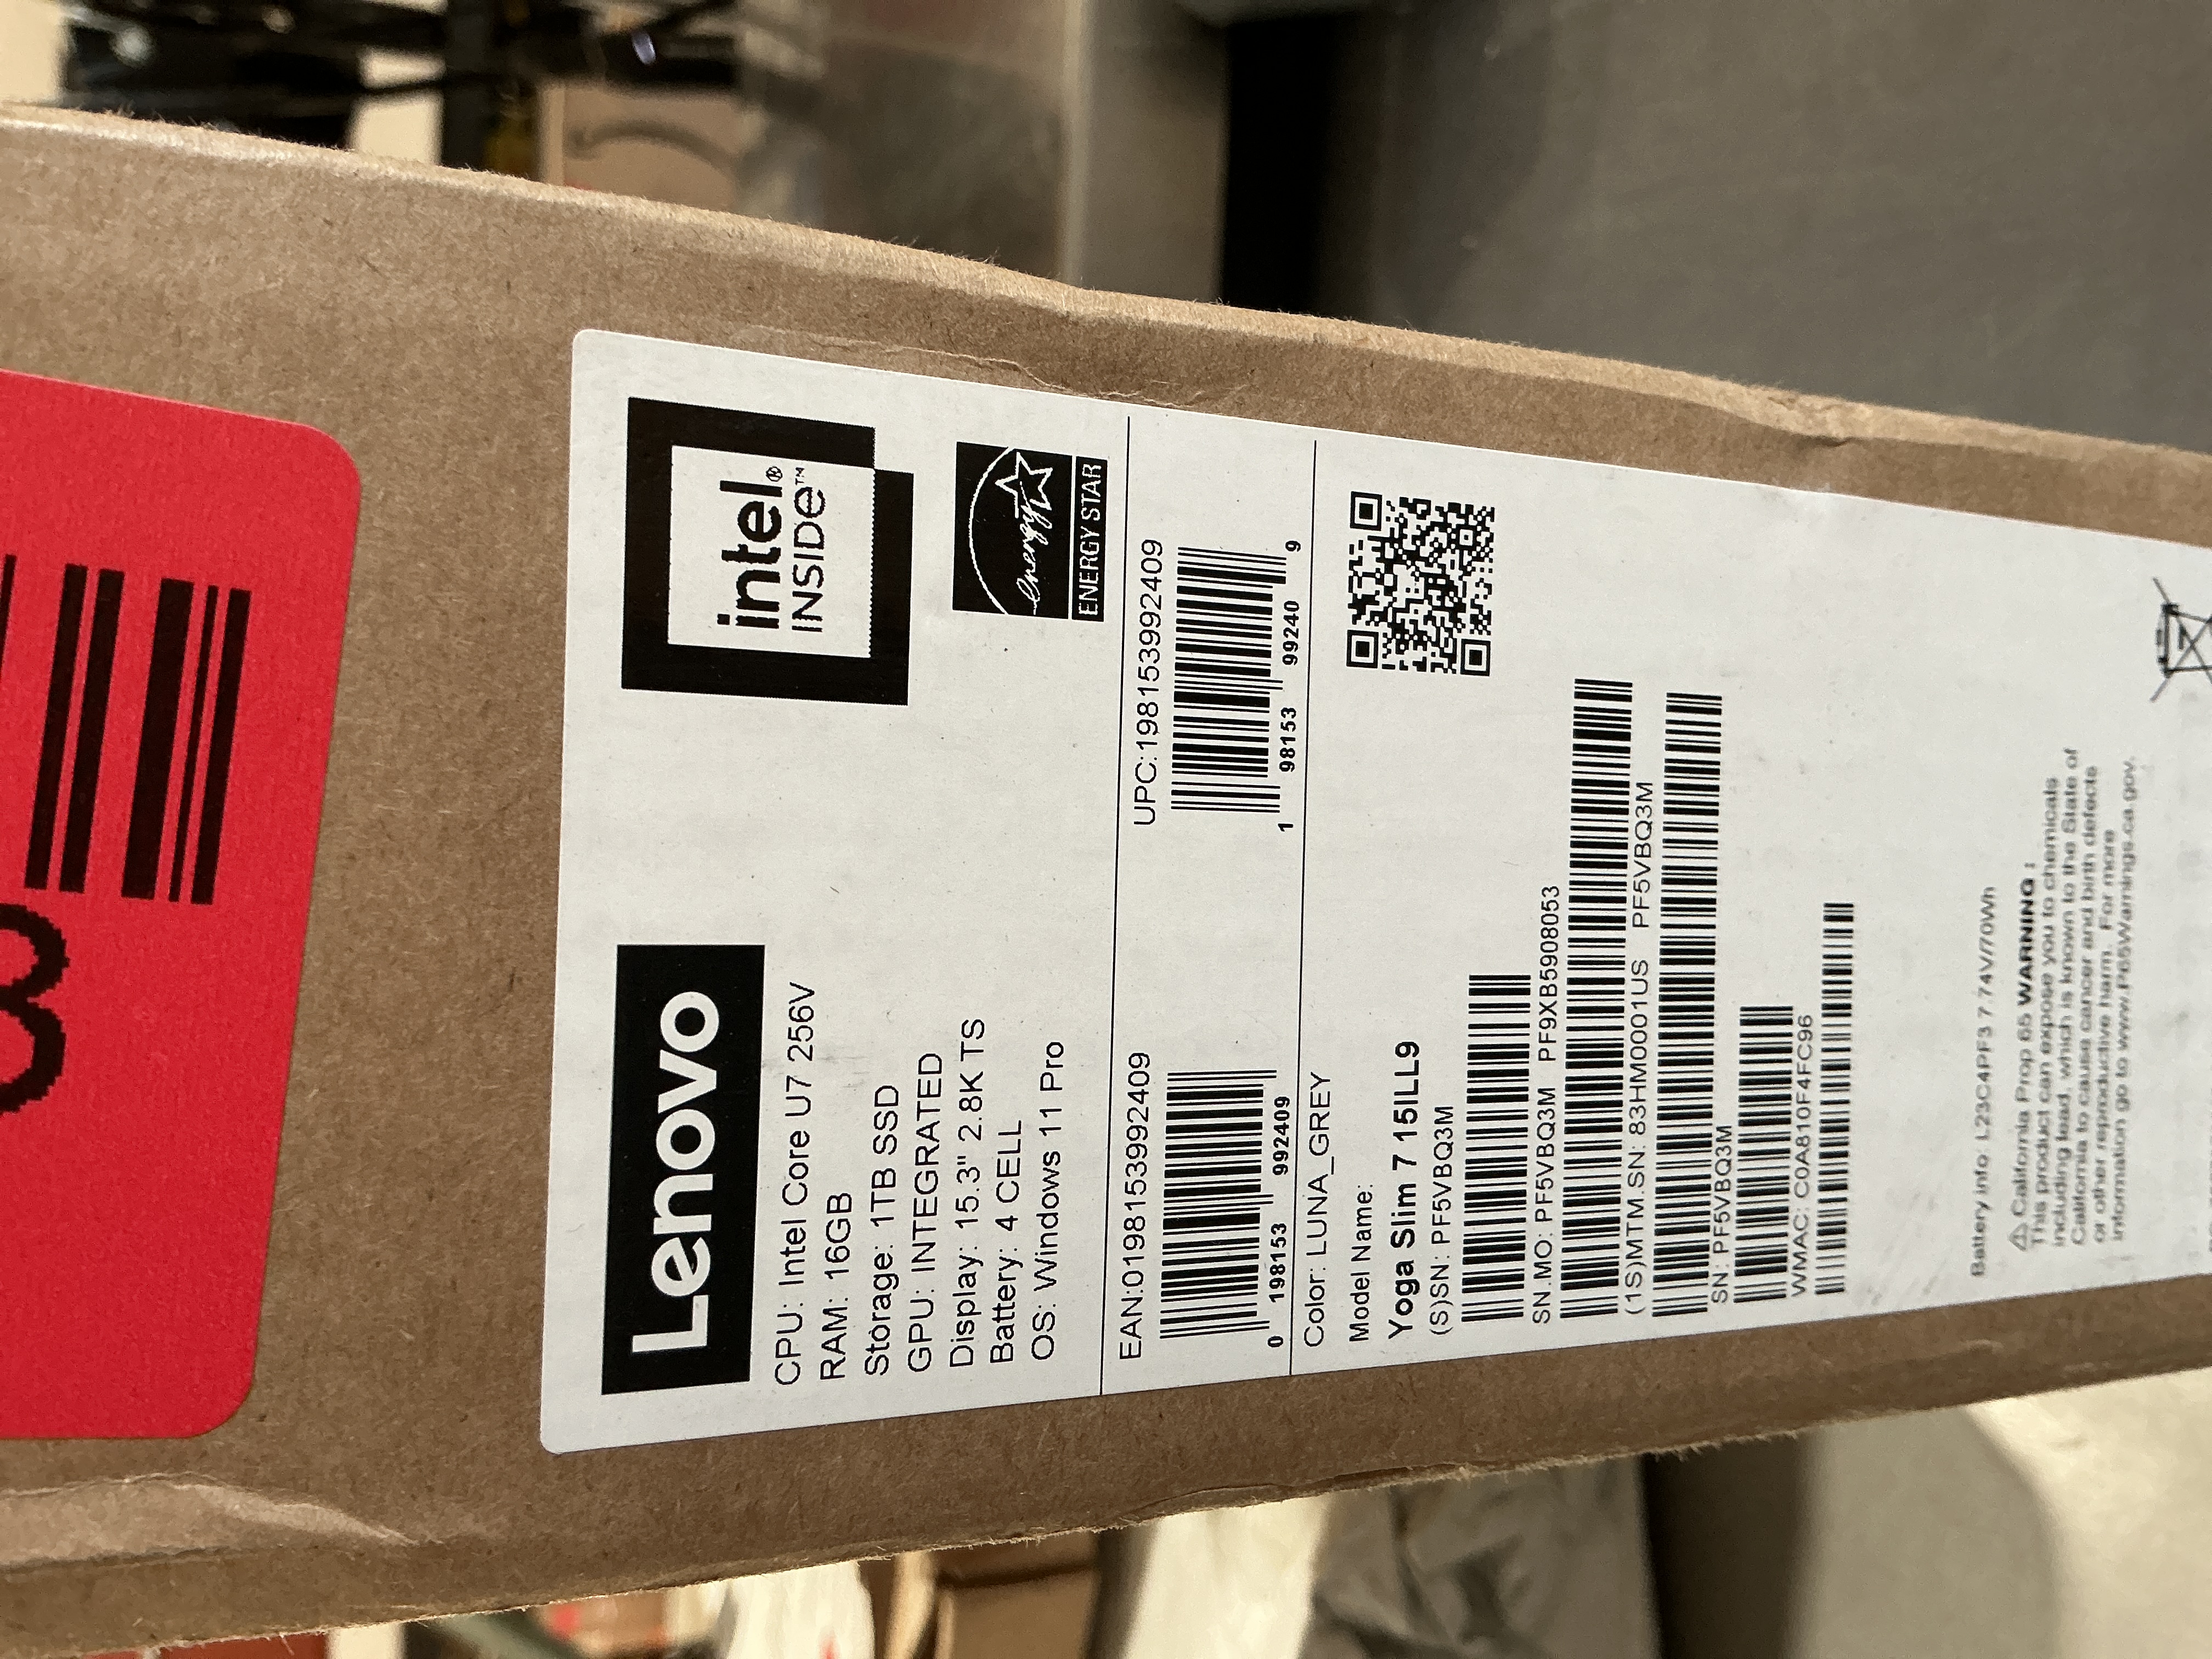 3
Lenovo
intel®
INSIDE™
CPU: Intel Core U7 256V
RAM: 16GB
Storage: 1TB SSD
GPU: INTEGRATED
Display: 15.3" 2.8K TS
Battery: 4 CELL
OS: Windows 11 Pro
energy
ENERGY STAR
EAN:0198153992409
0 198153 992409
UPC:198153992409
1 98153 99240 9
Color: LUNA_GREY
Model Name:
Yoga Slim 7 15ILL9
(S)SN: PF5VBQ3M
SN.MO: PF5VBQ3M PF9XB5908053
(1S)MTM.SN: 83HM0001US PF5VBQ3M
SN: PF5VBQ3M
WMAC: C0A810F4FC96
Battery info: L23C4PF3 7.74V/70Wh
⚠ California Prop 65 WARNING :
This product can expose you to chemicals
including lead, which is known to the State of
California to cause cancer and birth defects
or other reproductive harm. For more
information go to www.P65Warnings.ca.gov.